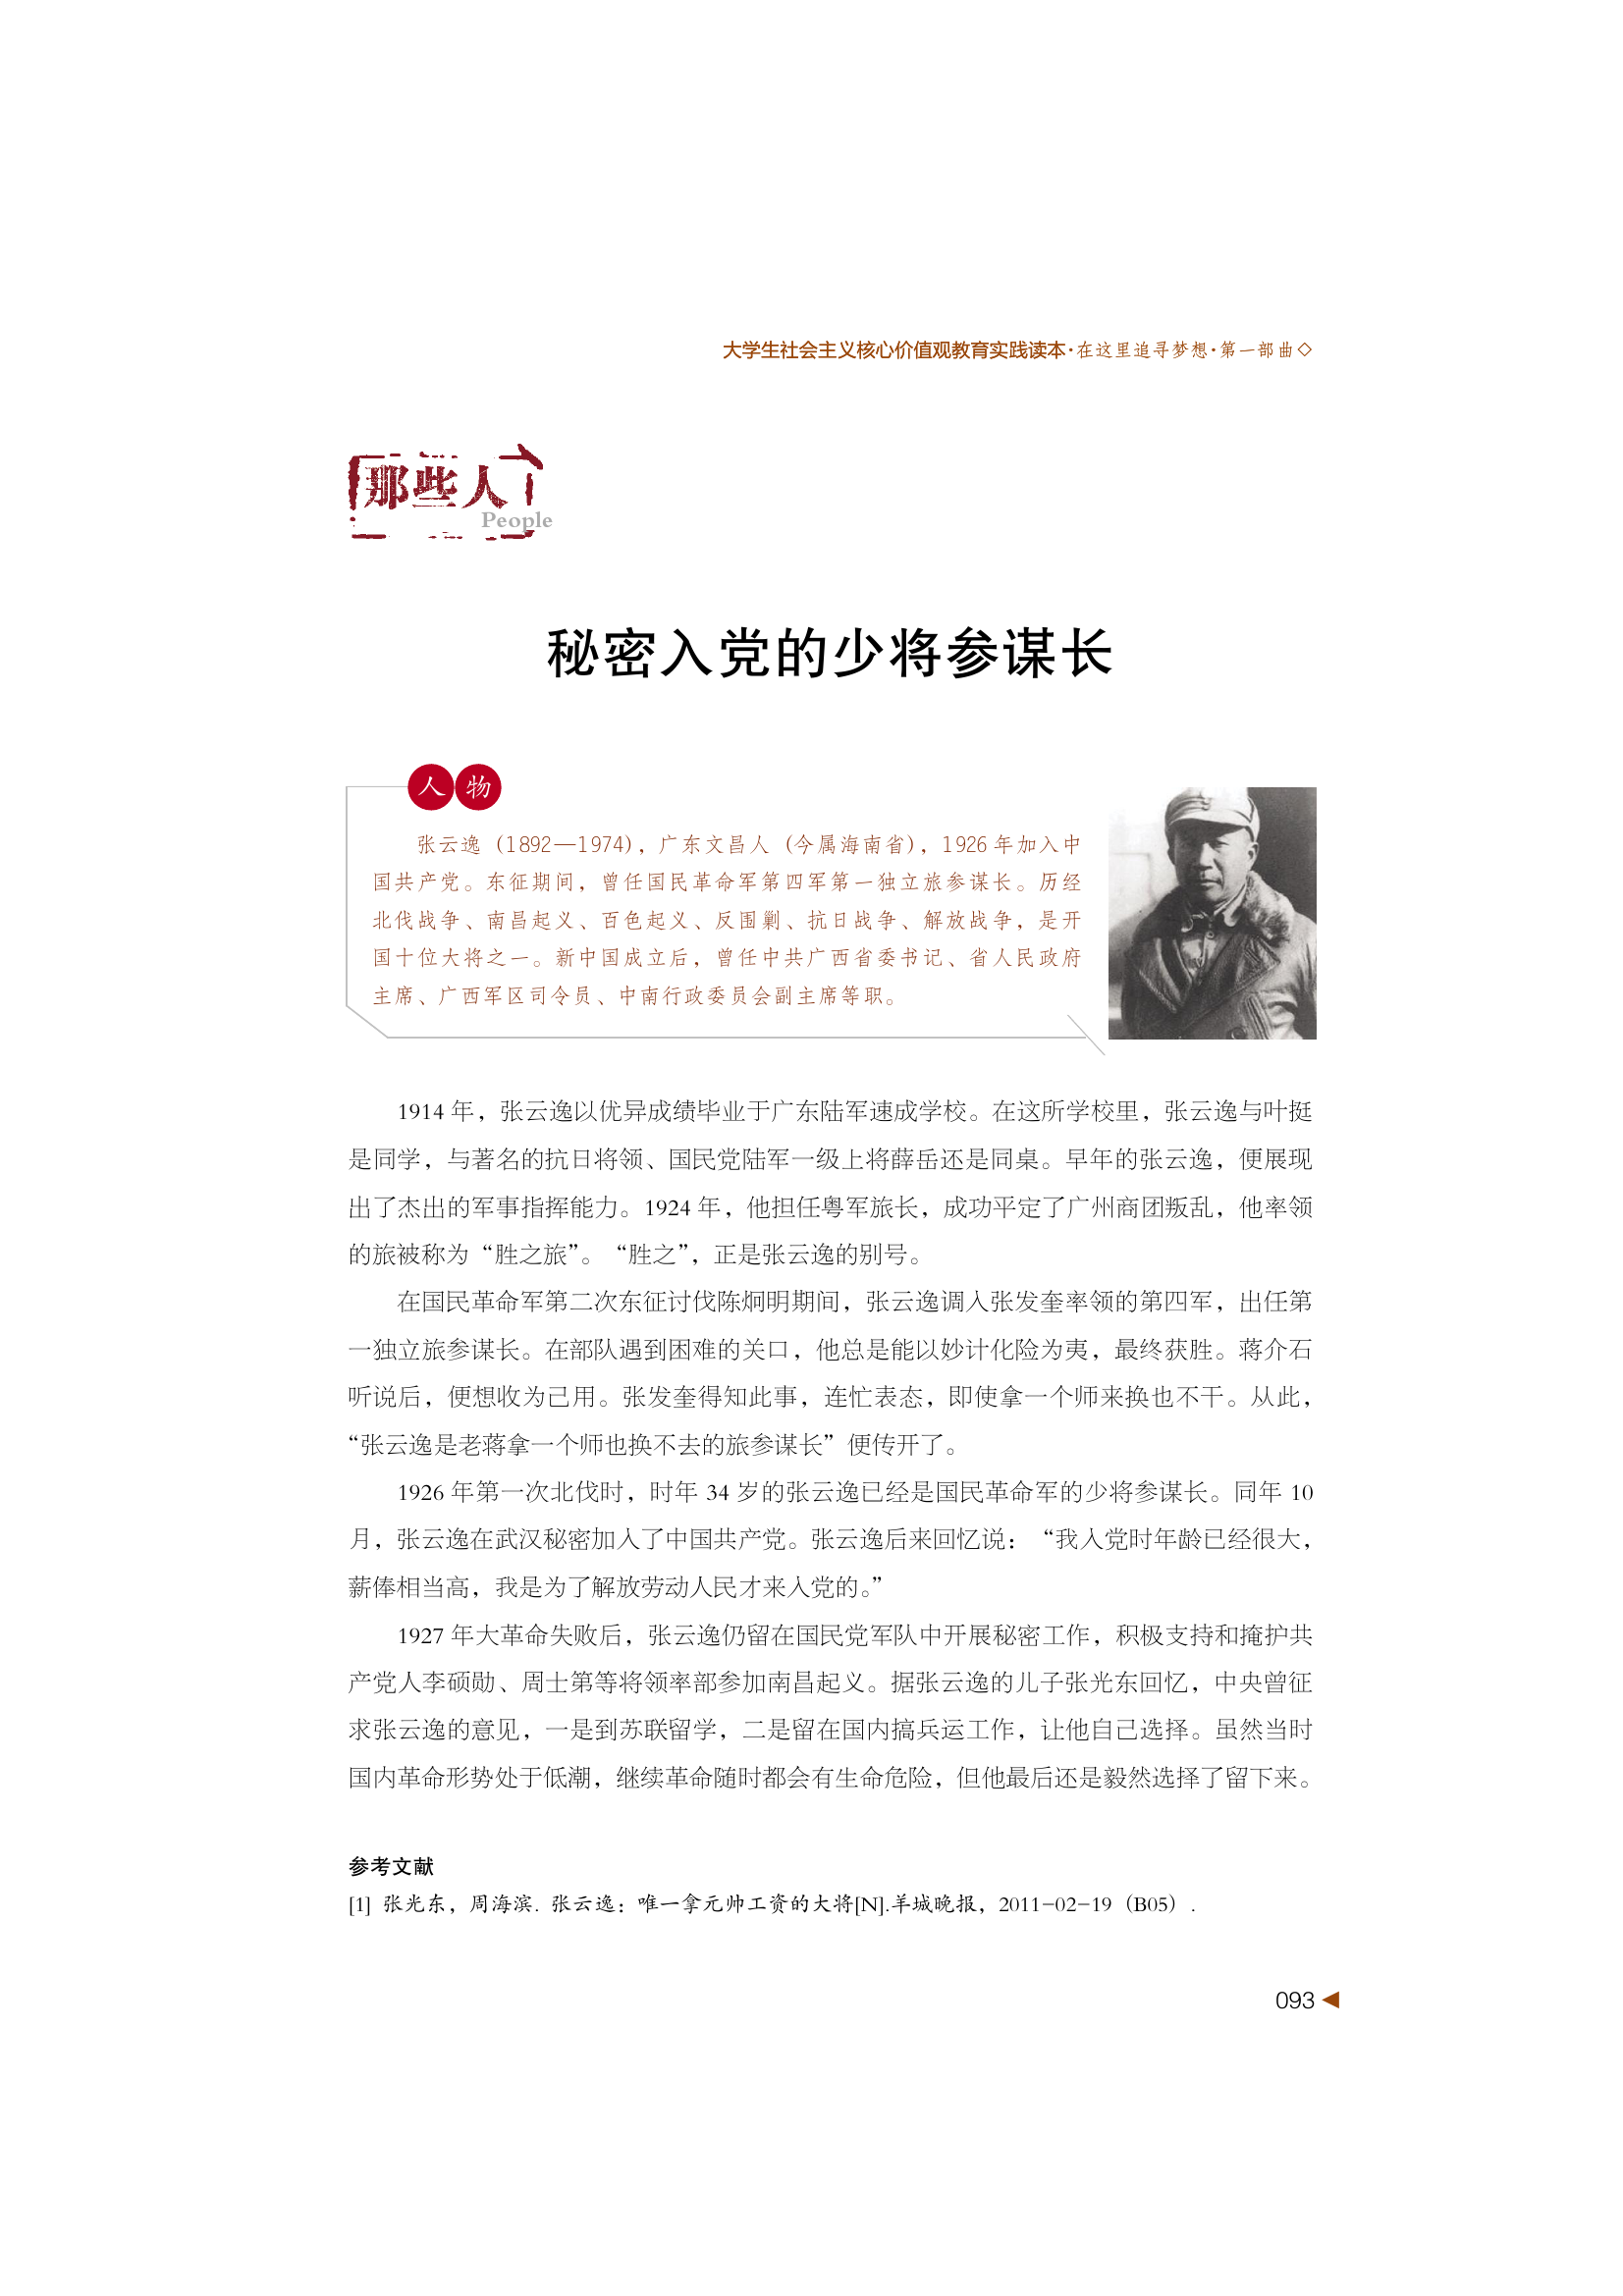 大学生社会主义核心价值观教育实践读本·在这里追寻梦想·第一部曲◇
那些人
People
秘密入党的少将参谋长
人物
张云逸（1892—1974），广东文昌人（今属海南省），1926 年加入中
国共产党。东征期间，曾任国民革命军第四军第一独立旅参谋长。历经
北伐战争、南昌起义、百色起义、反围剿、抗日战争、解放战争，是开
国十位大将之一。新中国成立后，曾任中共广西省委书记、省人民政府
主席、广西军区司令员、中南行政委员会副主席等职。
1914 年，张云逸以优异成绩毕业于广东陆军速成学校。在这所学校里，张云逸与叶挺
是同学，与著名的抗日将领、国民党陆军一级上将薛岳还是同桌。早年的张云逸，便展现
出了杰出的军事指挥能力。1924 年，他担任粤军旅长，成功平定了广州商团叛乱，他率领
的旅被称为“胜之旅”。“胜之”，正是张云逸的别号。
在国民革命军第二次东征讨伐陈炯明期间，张云逸调入张发奎率领的第四军，出任第
一独立旅参谋长。在部队遇到困难的关口，他总是能以妙计化险为夷，最终获胜。蒋介石
听说后，便想收为己用。张发奎得知此事，连忙表态，即使拿一个师来换也不干。从此，
“张云逸是老蒋拿一个师也换不去的旅参谋长”便传开了。
1926 年第一次北伐时，时年 34 岁的张云逸已经是国民革命军的少将参谋长。同年 10
月，张云逸在武汉秘密加入了中国共产党。张云逸后来回忆说：“我入党时年龄已经很大，
薪俸相当高，我是为了解放劳动人民才来入党的。”
1927 年大革命失败后，张云逸仍留在国民党军队中开展秘密工作，积极支持和掩护共
产党人李硕勋、周士第等将领率部参加南昌起义。据张云逸的儿子张光东回忆，中央曾征
求张云逸的意见，一是到苏联留学，二是留在国内搞兵运工作，让他自己选择。虽然当时
国内革命形势处于低潮，继续革命随时都会有生命危险，但他最后还是毅然选择了留下来。
参考文献
[1] 张光东，周海滨. 张云逸：唯一拿元帅工资的大将[N].羊城晚报，2011-02-19（B05）.
093